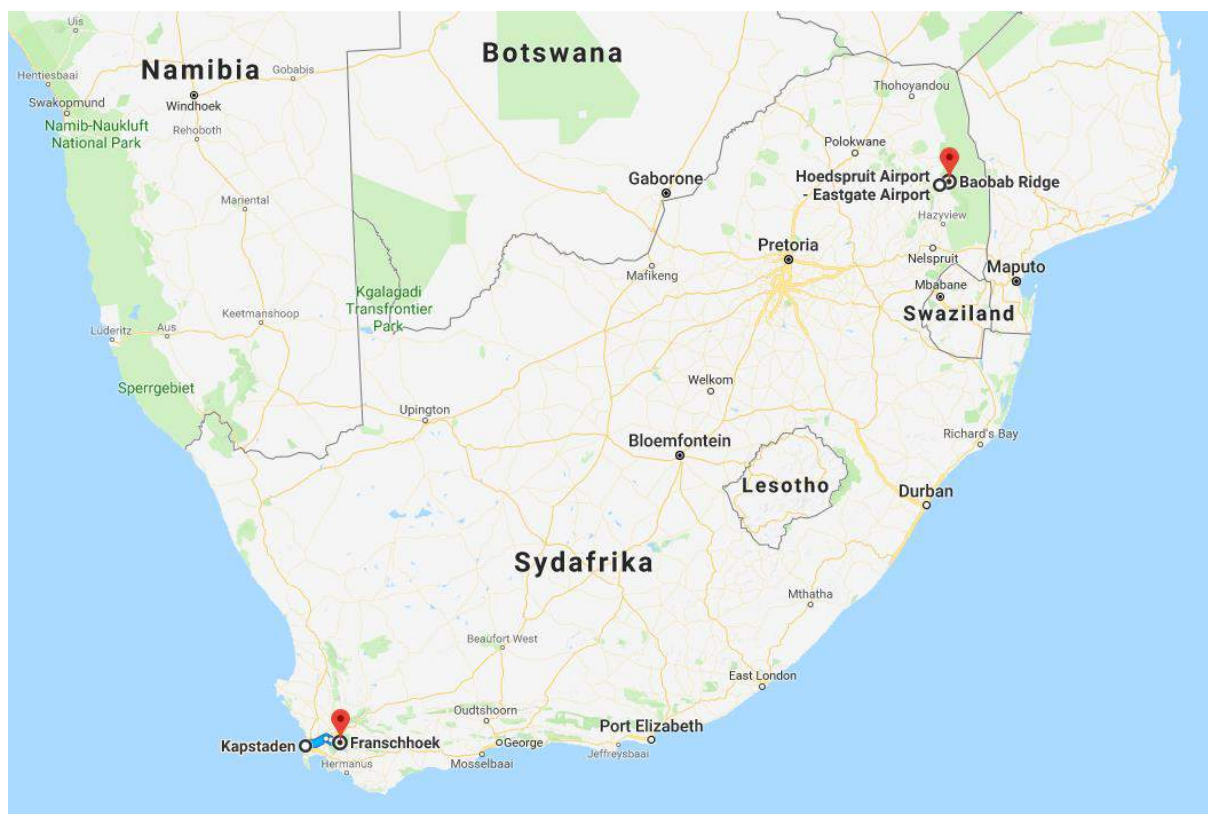 Uis
Botswana
Namibia
Gobabis
Hentiesbaai
Thohoyandou
Swakopmund
Windhoek
Namib-Naukluft
National Park
Rehoboth
Polokwane
Gaborone
Hoedspruit Airport
- Eastgate Airport
Baobab Ridge
Mariental
Hazyview
Pretoria
Nelspruit
Mafikeng
Maputo
Mbabane
Kgalagadi
Transfrontier
Park
Keetmanshoop
Swaziland
Lüderitz
Aus
Sperrgebiet
Welkom
Upington
Richard's Bay
Bloemfontein
Lesotho
Durban
Sydafrika
Mthatha
Beaufort West
East London
Oudtshoorn
Port Elizabeth
Kapstaden
Franschhoek
George
Jeffreysbaai
Hermanus
Mosselbaai